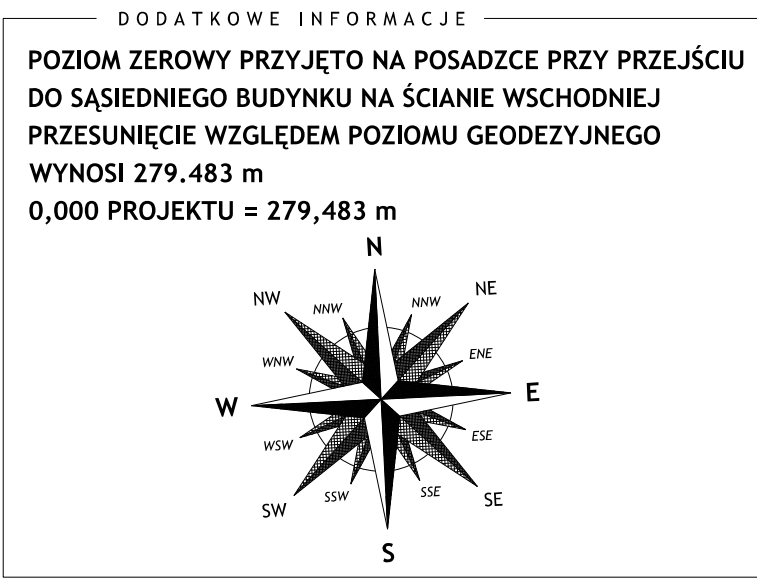 DODATKOWE INFORMACJE
POZIOM ZEROWY PRZYJĘTO NA POSADZCE PRZY PRZEJŚCIU
DO SĄSIEDNIEGO BUDYNKU NA ŚCIANIE WSCHODNIEJ
PRZESUNIĘCIE WZGLĘDEM POZIOMU GEODEZYJNEGO
WYNOSI 279.483 m
0,000 PROJEKTU = 279,483 m
N
NW NNW NNW NE
WNW ENE
W E
WSW ESE
SW SSW SSE SE
S